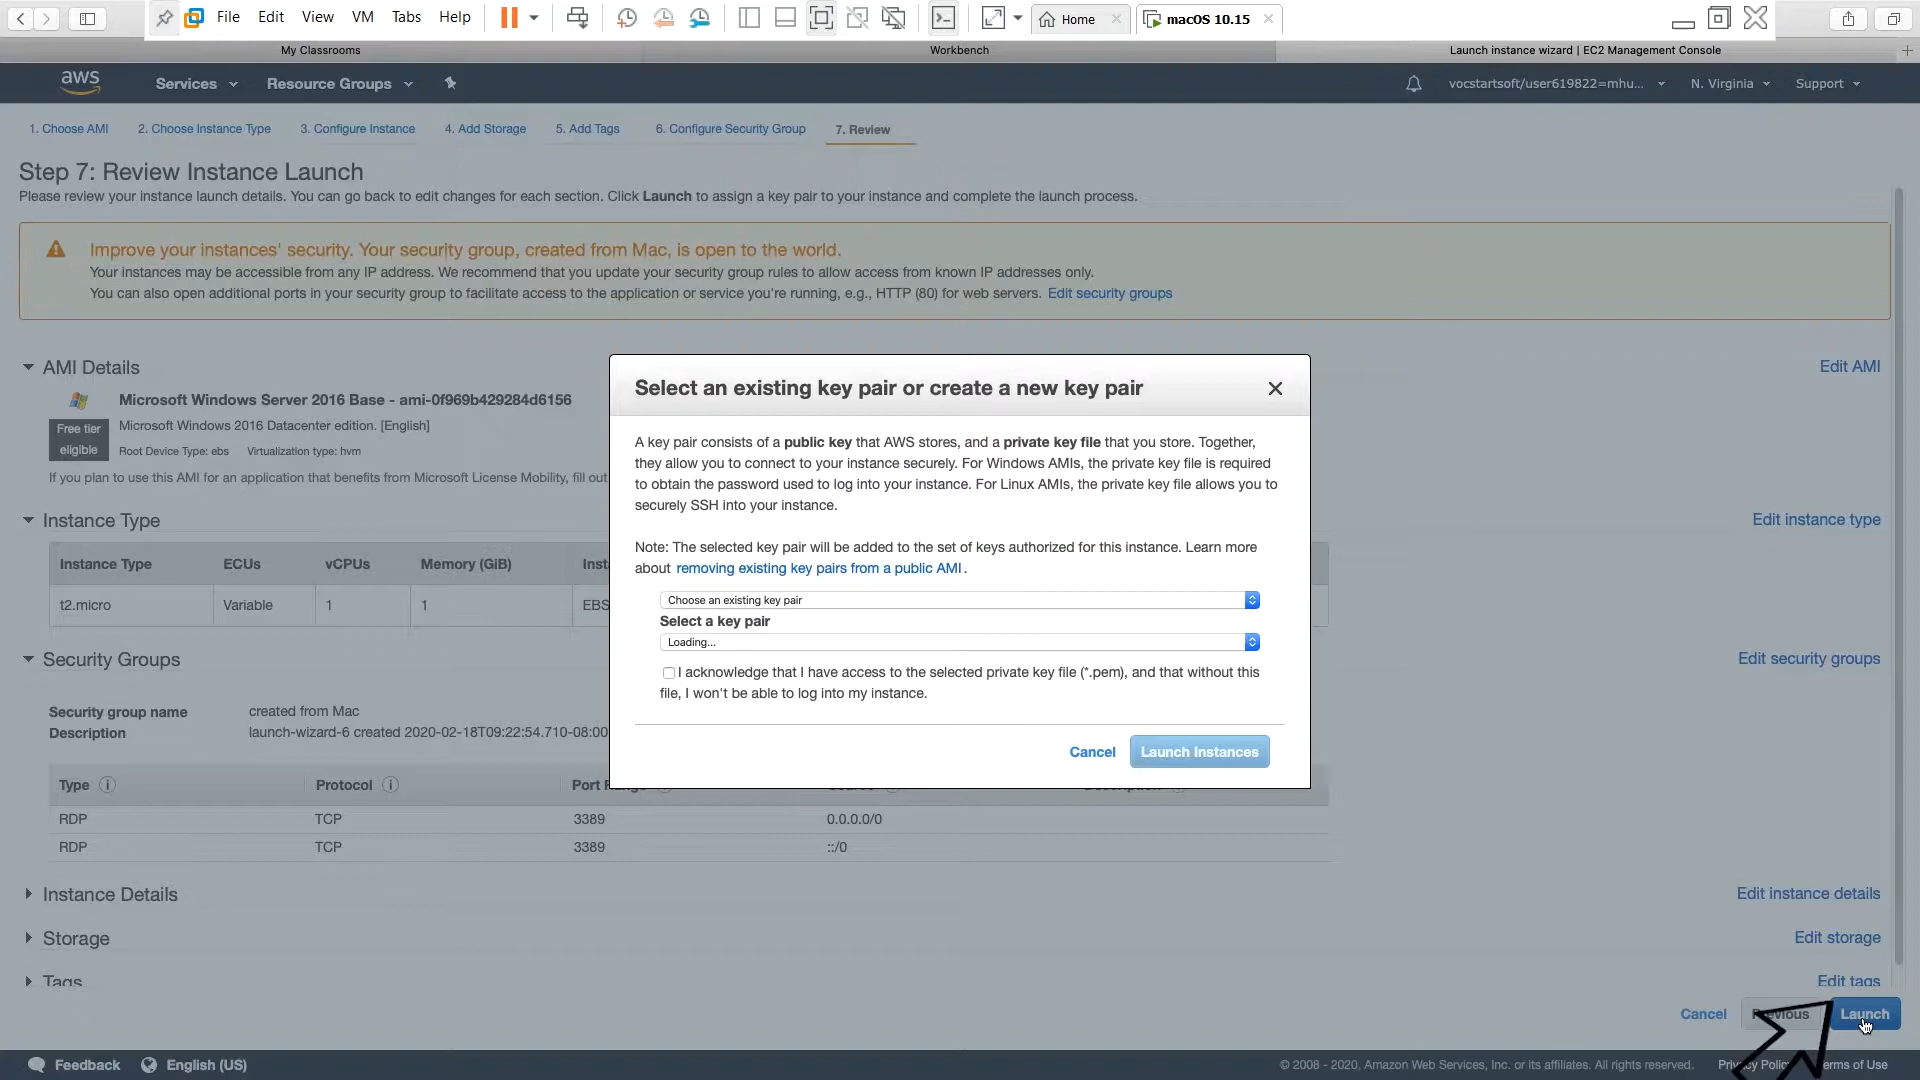 File Edit View VM Tabs Help
Home
macOS 10.15
My Classrooms
Workbench
Launch instance wizard | EC2 Management Console
aws
Services
Resource Groups
vocstartsoft/user619822=mhu...
N. Virginia
Support
1. Choose AMI
2. Choose Instance Type
3. Configure Instance
4. Add Storage
5. Add Tags
6. Configure Security Group
7. Review
Step 7: Review Instance Launch
Please review your instance launch details. You can go back to edit changes for each section. Click Launch to assign a key pair to your instance and complete the launch process.
Improve your instances' security. Your security group, created from Mac, is open to the world.
Your instances may be accessible from any IP address. We recommend that you update your security group rules to allow access from known IP addresses only.
You can also open additional ports in your security group to facilitate access to the application or service you're running, e.g., HTTP (80) for web servers. Edit security groups
AMI Details
Edit AMI
Microsoft Windows Server 2016 Base - ami-0f969b429284d6156
Free tier eligible
Microsoft Windows 2016 Datacenter edition. [English]
Root Device Type: ebs Virtualization type: hvm
If you plan to use this AMI for an application that benefits from Microsoft License Mobility, fill out
Instance Type
Edit instance type
Instance Type ECUs vCPUs Memory (GiB) Inst
t2.micro Variable 1 1 EBS
Security Groups
Edit security groups
Security group name created from Mac
Description launch-wizard-6 created 2020-02-18T09:22:54.710-08:00
Type Protocol Port
RDP TCP 3389 0.0.0.0/0
RDP TCP 3389 ::/0
Instance Details
Edit instance details
Storage
Edit storage
Tags
Edit tags
Select an existing key pair or create a new key pair
A key pair consists of a public key that AWS stores, and a private key file that you store. Together,
they allow you to connect to your instance securely. For Windows AMIs, the private key file is required
to obtain the password used to log into your instance. For Linux AMIs, the private key file allows you to
securely SSH into your instance.
Note: The selected key pair will be added to the set of keys authorized for this instance. Learn more
about removing existing key pairs from a public AMI .
Choose an existing key pair
Select a key pair
Loading...
I acknowledge that I have access to the selected private key file (*.pem), and that without this
file, I won't be able to log into my instance.
Cancel
Launch Instances
Cancel
Previous
Launch
Feedback
English (US)
© 2008 - 2020, Amazon Web Services, Inc. or its affiliates. All rights reserved.
Privacy Policy
Terms of Use